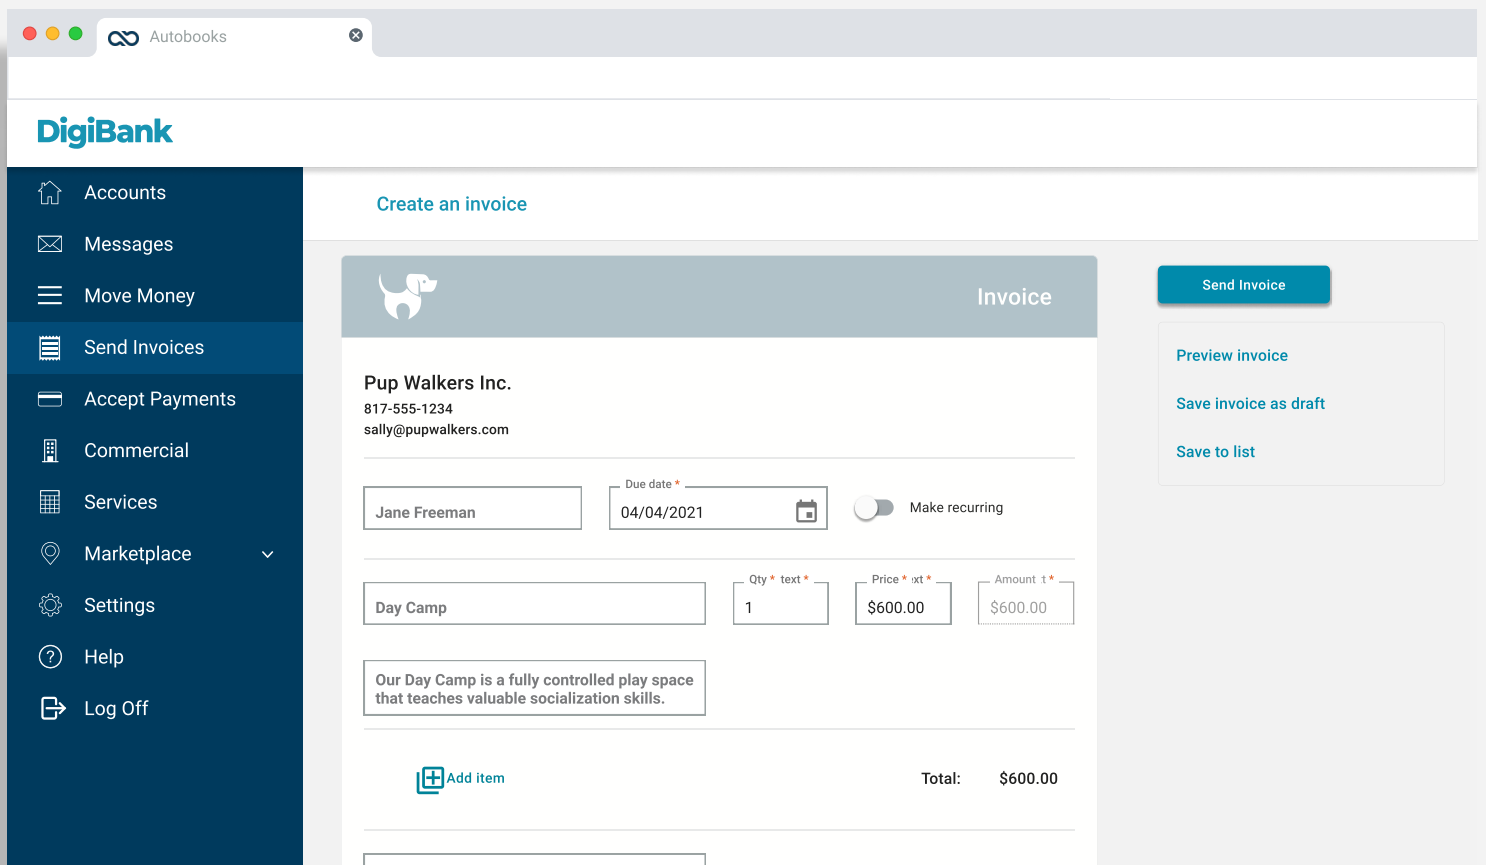 Autobooks
DigiBank
Accounts
Messages
Move Money
Send Invoices
Accept Payments
Commercial
Services
Marketplace
Settings
Help
Log Off
Create an invoice
Invoice
Pup Walkers Inc.
817-555-1234
sally@pupwalkers.com
Due date *
Jane Freeman
04/04/2021
Make recurring
Qty * text *
Price * xt *
Amount t *
Day Camp
1
$600.00
$600.00
Our Day Camp is a fully controlled play space
that teaches valuable socialization skills.
Add item
Total: $600.00
Send Invoice
Preview invoice
Save invoice as draft
Save to list